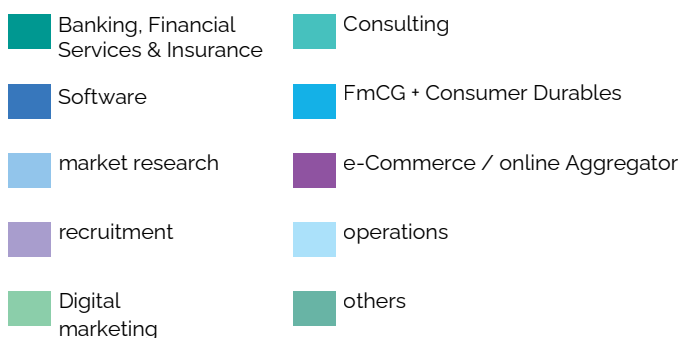 Banking, Financial
Services & Insurance
Consulting
Software
FmCG + Consumer Durables
market research
e-Commerce / online Aggregator
recruitment
operations
Digital
marketing
others